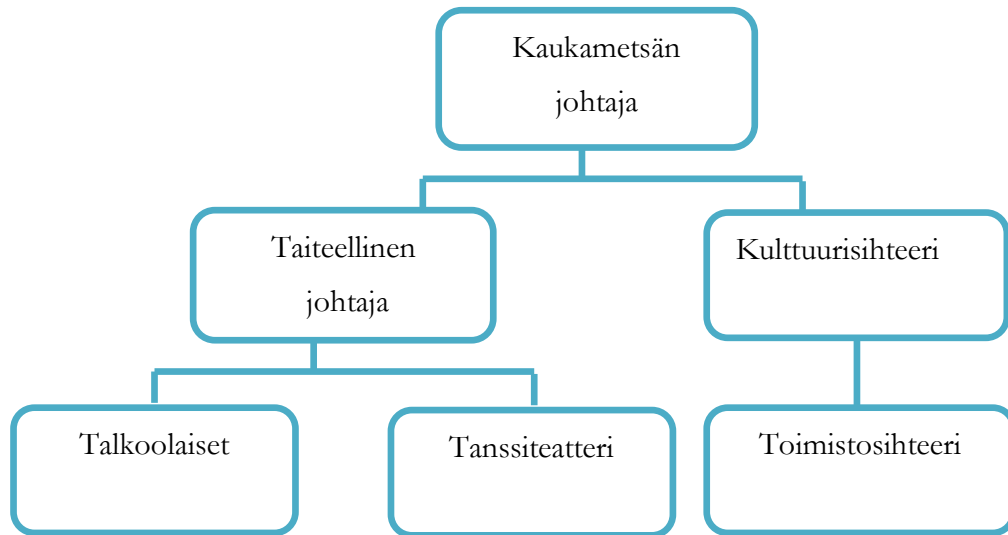 Kaukametsän
johtaja
Taiteellinen
johtaja
Kulttuurisihteeri
Talkoolaiset
Tanssiteatteri
Toimistosihteeri